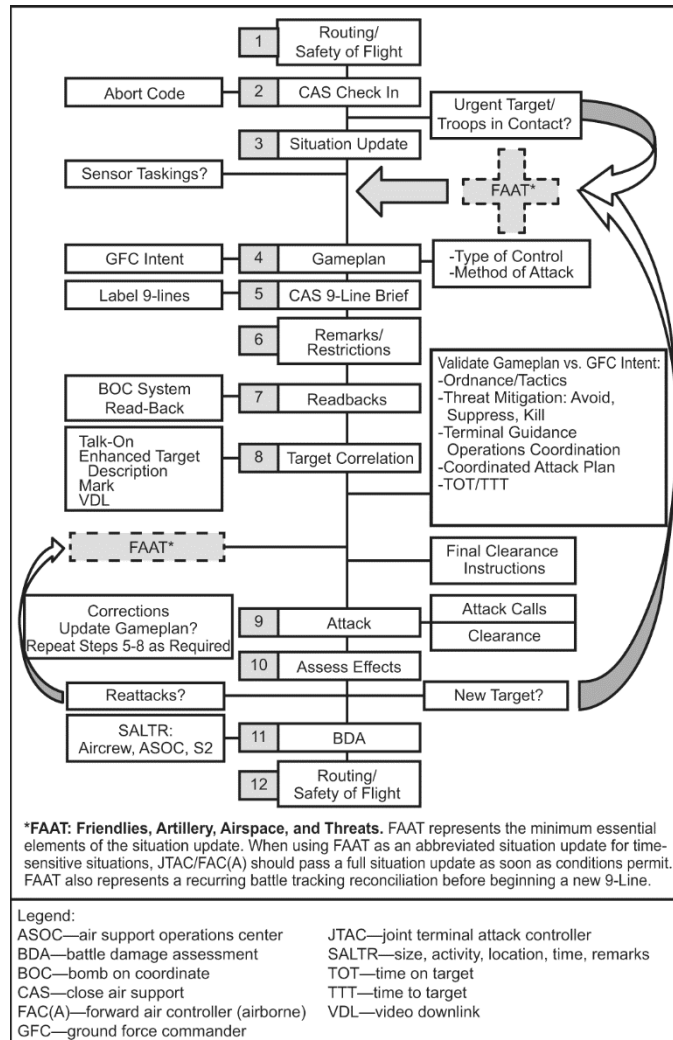 1
Routing/
Safety of Flight
Abort Code
2
CAS Check In
Urgent Target/
Troops in Contact?
3
Situation Update
Sensor Taskings?
FAAT*
GFC Intent
4
Gameplan
-Type of Control
-Method of Attack
Label 9-lines
5
CAS 9-Line Brief
6
Remarks/
Restrictions
Validate Gameplan vs. GFC Intent:
-Ordnance/Tactics
-Threat Mitigation: Avoid,
Suppress, Kill
-Terminal Guidance
Operations Coordination
-Coordinated Attack Plan
-TOT/TTT
BOC System
Read-Back
7
Readbacks
Talk-On
Enhanced Target
Description
Mark
VDL
8
Target Correlation
FAAT*
Final Clearance
Instructions
Corrections
Update Gameplan?
Repeat Steps 5-8 as Required
9
Attack
Attack Calls
Clearance
10
Assess Effects
Reattacks?
New Target?
SALTR:
Aircrew, ASOC, S2
11
BDA
12
Routing/
Safety of Flight
*FAAT: Friendlies, Artillery, Airspace, and Threats. FAAT represents the minimum essential
elements of the situation update. When using FAAT as an abbreviated situation update for time-
sensitive situations, JTAC/FAC(A) should pass a full situation update as soon as conditions permit.
FAAT also represents a recurring battle tracking reconciliation before beginning a new 9-Line.
Legend:
ASOC—air support operations center
BDA—battle damage assessment
BOC—bomb on coordinate
CAS—close air support
FAC(A)—forward air controller (airborne)
GFC—ground force commander
JTAC—joint terminal attack controller
SALTR—size, activity, location, time, remarks
TOT—time on target
TTT—time to target
VDL—video downlink